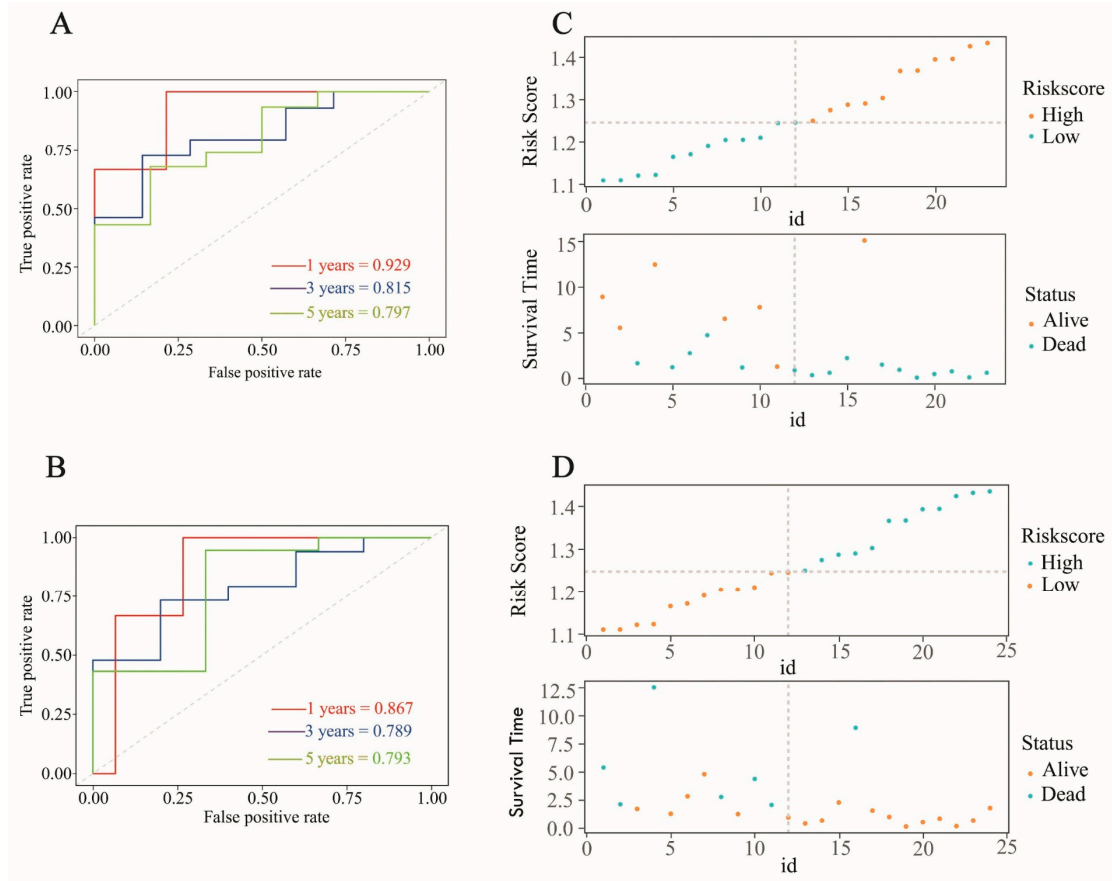 A
1.00
0.75
0.50
0.25
0.00
True positive rate
0.00 0.25 0.50 0.75 1.00
False positive rate
1 years = 0.929
3 years = 0.815
5 years = 0.797
C
1.4
1.3
1.2
1.1
Risk Score
0 5 10 15 20
id
Riskscore
High
Low
15
10
5
0
Survival Time
0 5 10 15 20
id
Status
Alive
Dead
B
1.00
0.75
0.50
0.25
0.00
True positive rate
0.00 0.25 0.50 0.75 1.00
False positive rate
1 years = 0.867
3 years = 0.789
5 years = 0.793
D
1.4
1.3
1.2
1.1
Risk Score
0 5 10 15 20 25
id
Riskscore
High
Low
12.5
10.0
7.5
5.0
2.5
0.0
Survival Time
0 5 10 15 20 25
id
Status
Alive
Dead